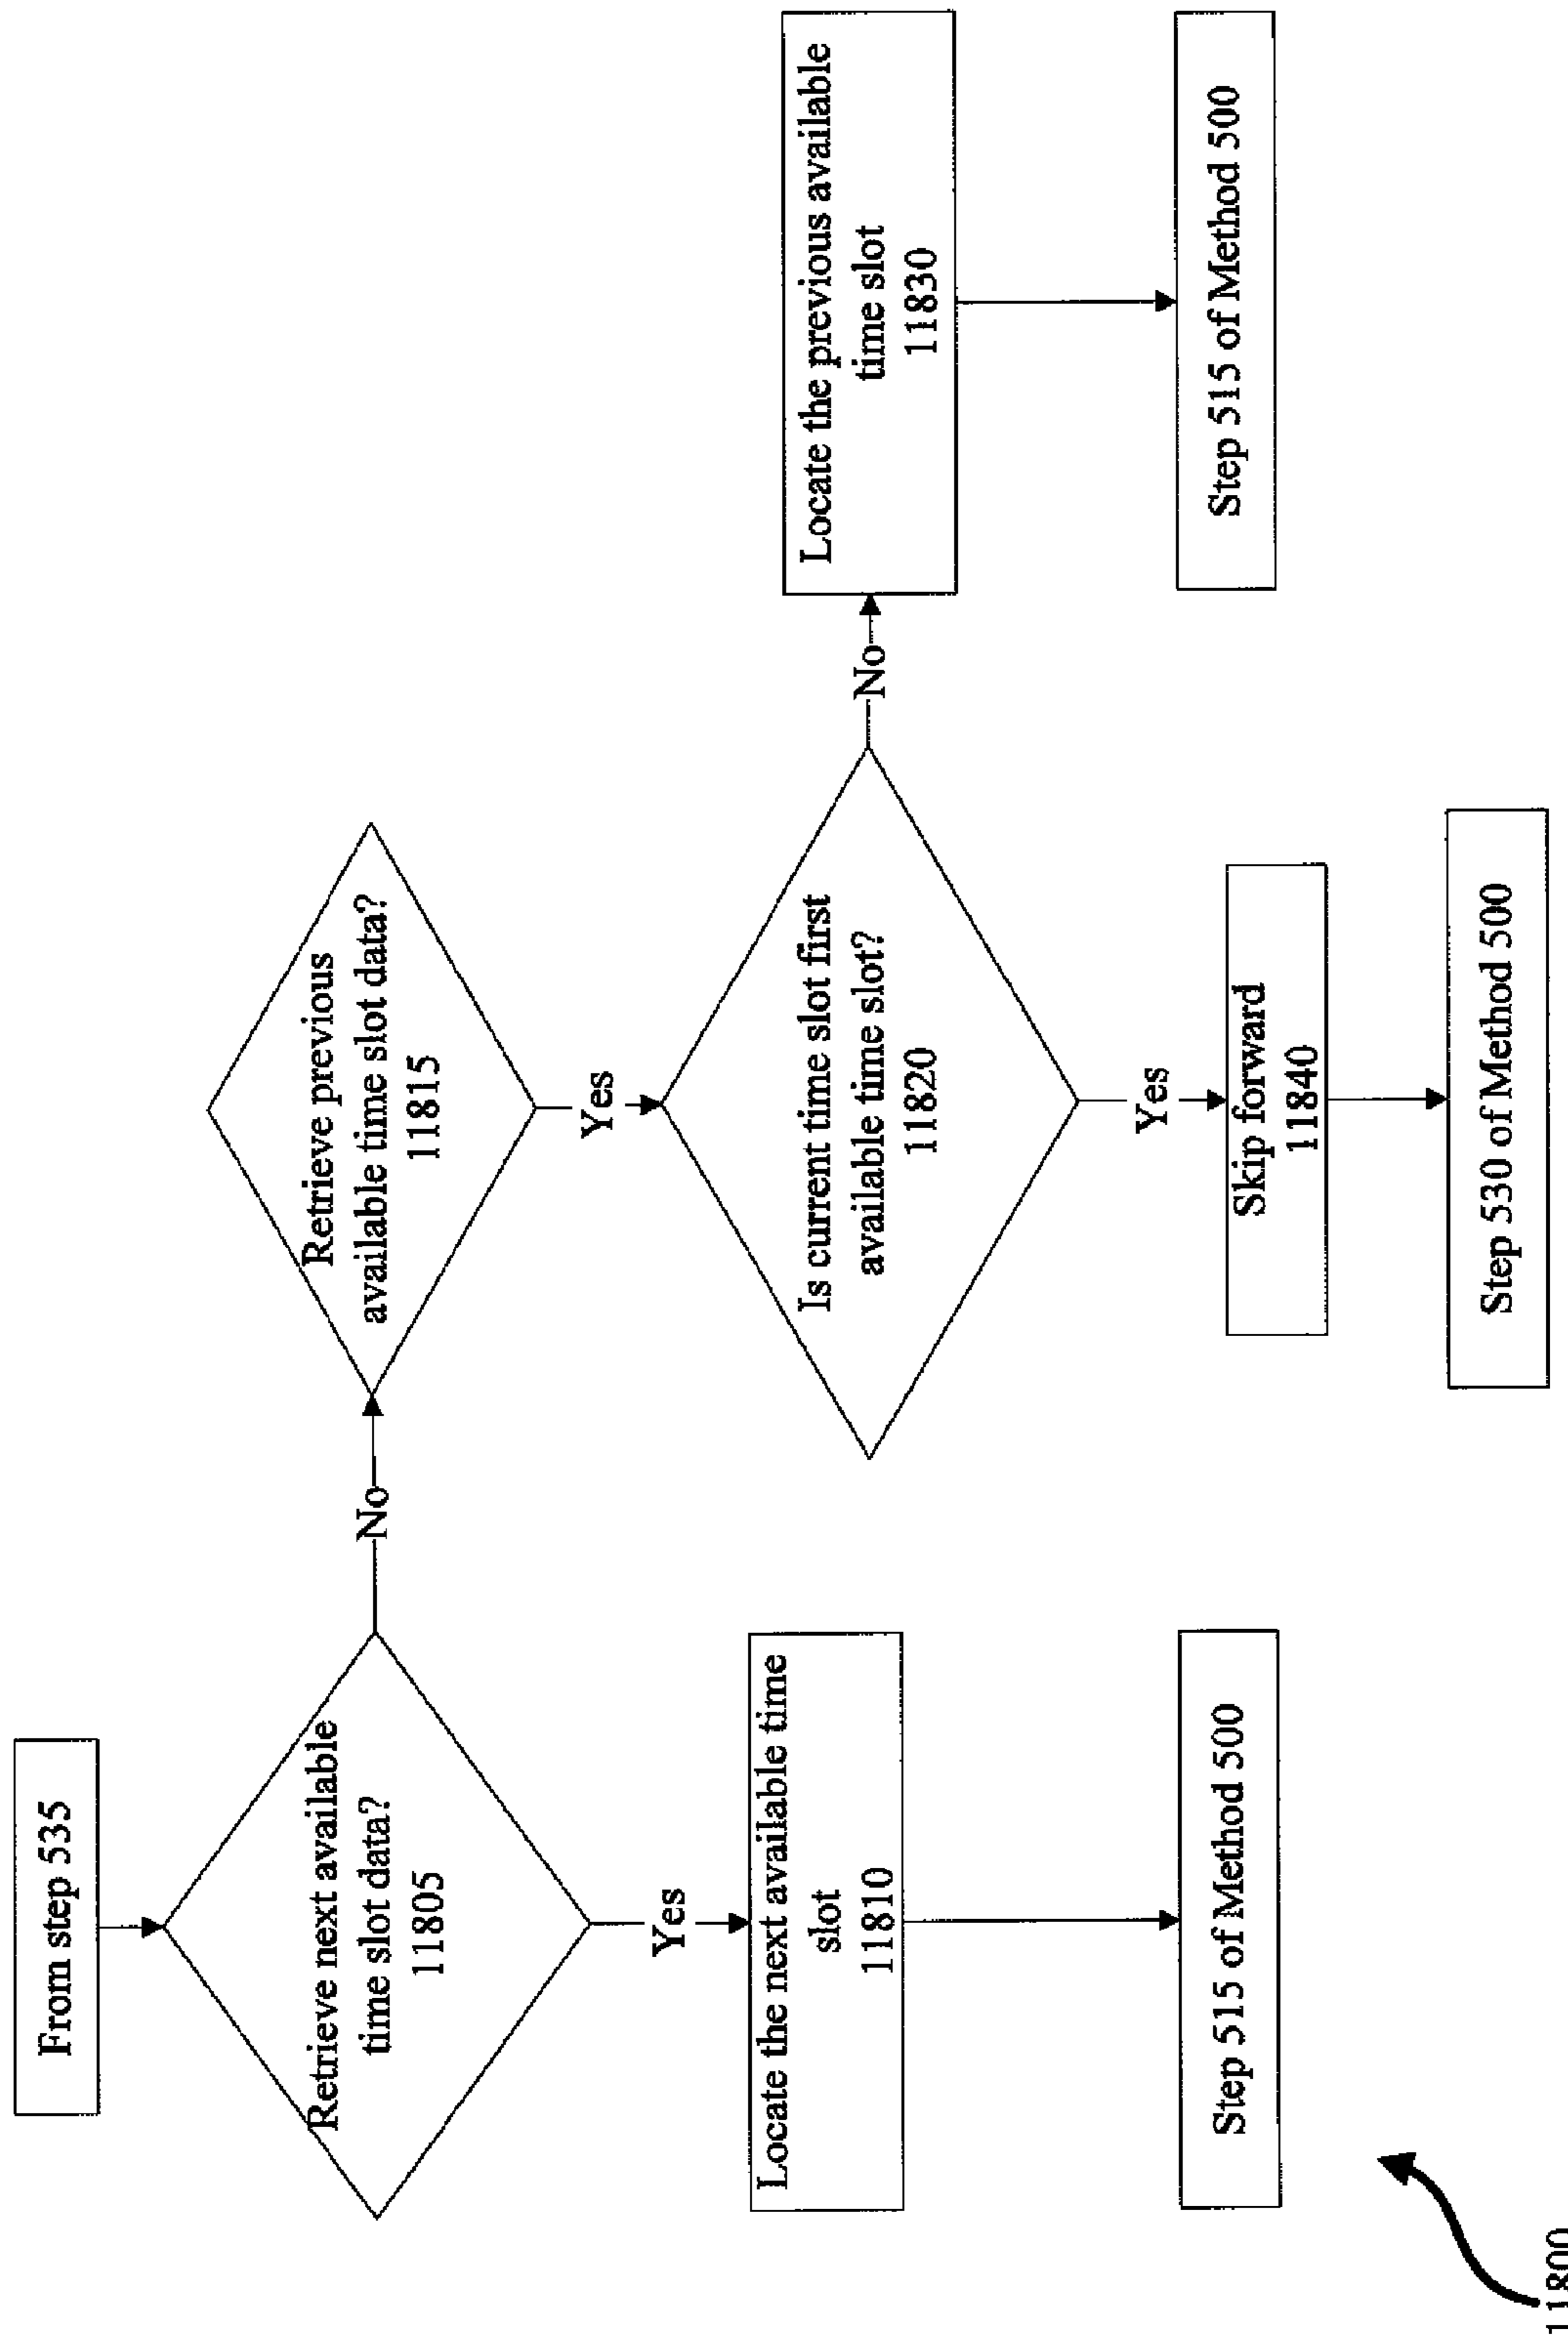 From step 535
Retrieve next available
time slot data?
11805
No
Retrieve previous
available time slot data?
11815
Yes
Locate the next available time
slot
11810
Step 515 of Method 500
Yes
Is current time slot first
available time slot?
11820
No
Locate the previous available
time slot
11830
Step 515 of Method 500
Yes
Skip forward
11840
Step 530 of Method 500
11800